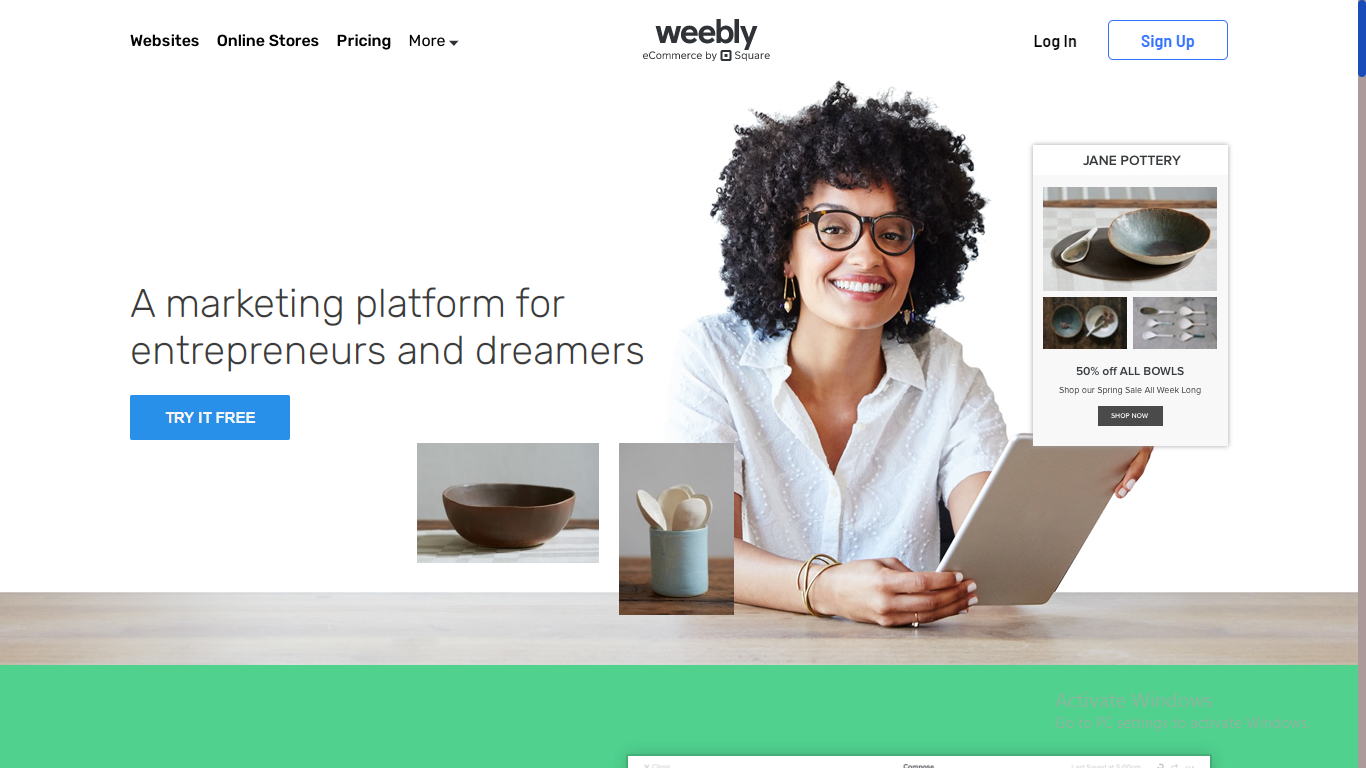 Websites
Online Stores
Pricing
More
weebly
eCommerce by Square
Log In
Sign Up
JANE POTTERY
50% off ALL BOWLS
Shop our Spring Sale All Week Long
SHOP NOW
A marketing platform for
entrepreneurs and dreamers
TRY IT FREE
Activate Windows
Go to PC settings to activate Windows.
Compose